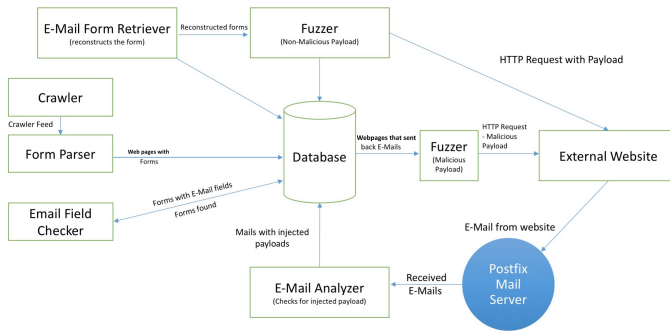 E-Mail Form Retriever
(reconstructs the form)
Reconstructed forms
Fuzzer
(Non-Malicious Payload)
HTTP Request with Payload
Crawler
Crawler Feed
Form Parser
Web pages with
Forms
Database
Webpages that sent
back E-Mails
Fuzzer
(Malicious
Payload)
HTTP Request
- Malicious
Payload
External Website
Email Field
Checker
Forms with E-Mail fields
Forms found
Mails with injected
payloads
E-Mail from website
E-Mail Analyzer
(Checks for injected payload)
Received
E-Mails
Postfix
Mail
Server